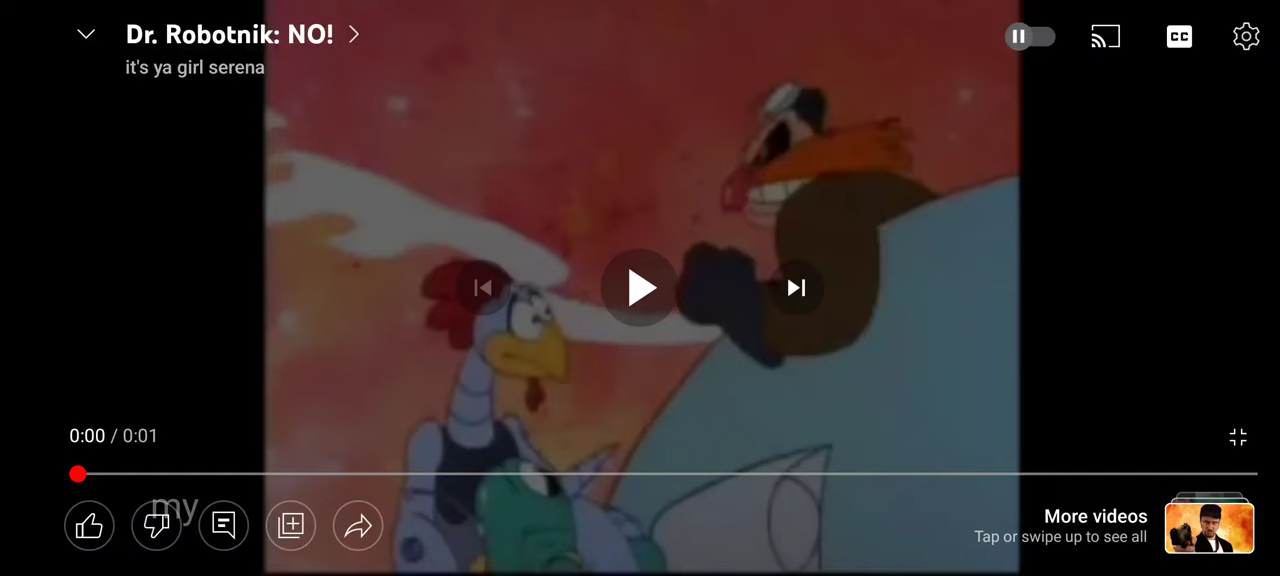 Dr. Robotnik: NO!
it's ya girl serena
CC
0:00 / 0:01
my
More videos
Tap or swipe up to see all